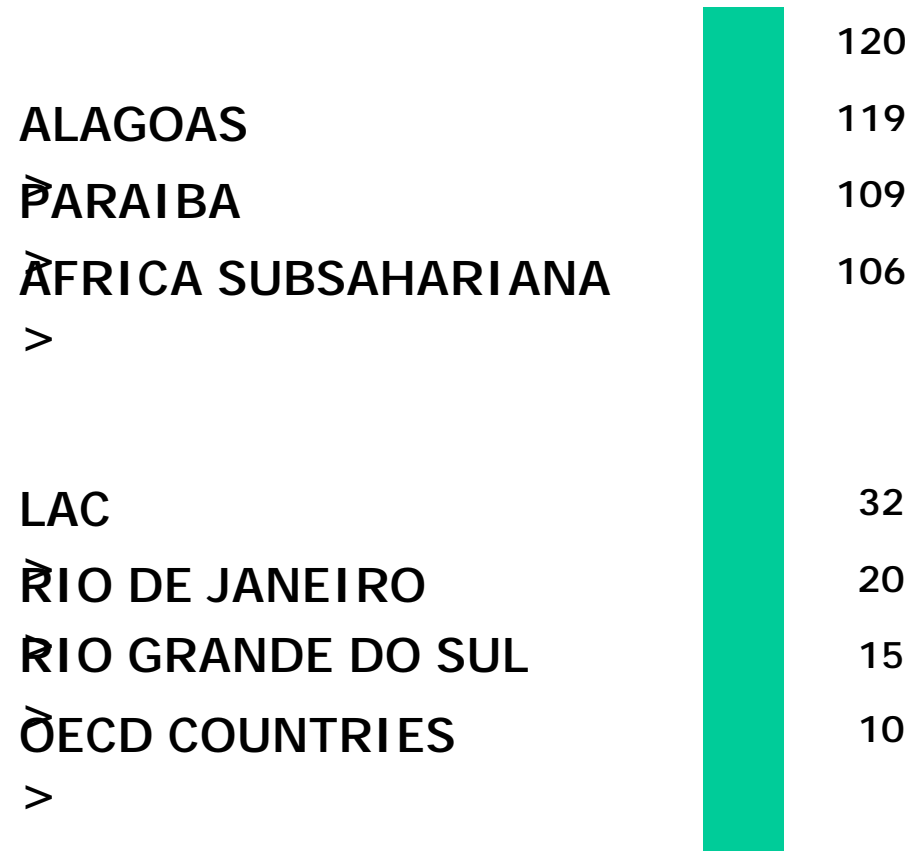 120
ALAGOAS 119
>
PARAIBA 109
>
AFRICA SUBSAHARIANA 106
>
LAC 32
>
RIO DE JANEIRO 20
>
RIO GRANDE DO SUL 15
>
OECD COUNTRIES 10
>